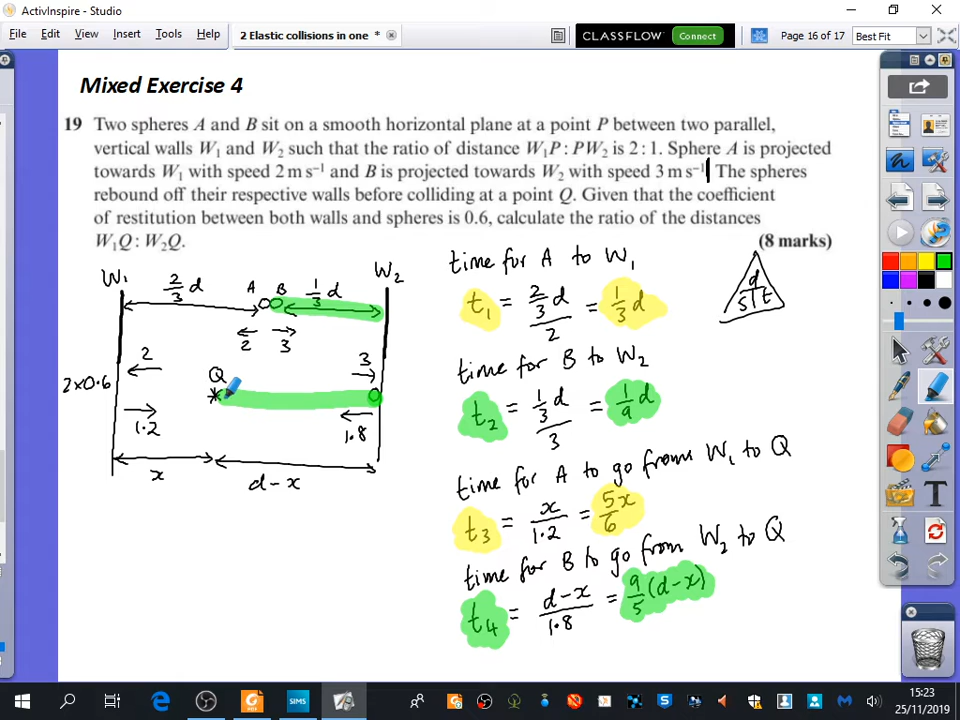 ActivInspire - Studio
File Edit View Insert Tools Help
2 Elastic collisions in one *
CLASSFLOW Connect
Page 16 of 17
Best Fit
Mixed Exercise 4
19 Two spheres A and B sit on a smooth horizontal plane at a point P between two parallel,
vertical walls W₁ and W₂ such that the ratio of distance W₁P : PW₂ is 2 : 1. Sphere A is projected
towards W₁ with speed 2 m s⁻¹ and B is projected towards W₂ with speed 3 m s⁻¹. The spheres
rebound off their respective walls before colliding at a point Q. Given that the coefficient
of restitution between both walls and spheres is 0.6, calculate the ratio of the distances
W₁Q : W₂Q.
(8 marks)
W₁ 2/3 d A B 1/3 d W₂
2 3
2 Q 3
2×0.6
1.2 1.8
x d-x
time for A to W₁
t₁ = 2/3 d / 2 = 1/3 d
d
s t
time for B to W₂
t₂ = 1/3 d / 3 = 1/9 d
time for A to go from W₁ to Q
t₃ = x/1.2 = 5x/6
time for B to go from W₂ to Q
t₄ = d-x/1.8 = 9/5 (d-x)
T
SIMS
15:23
25/11/2019